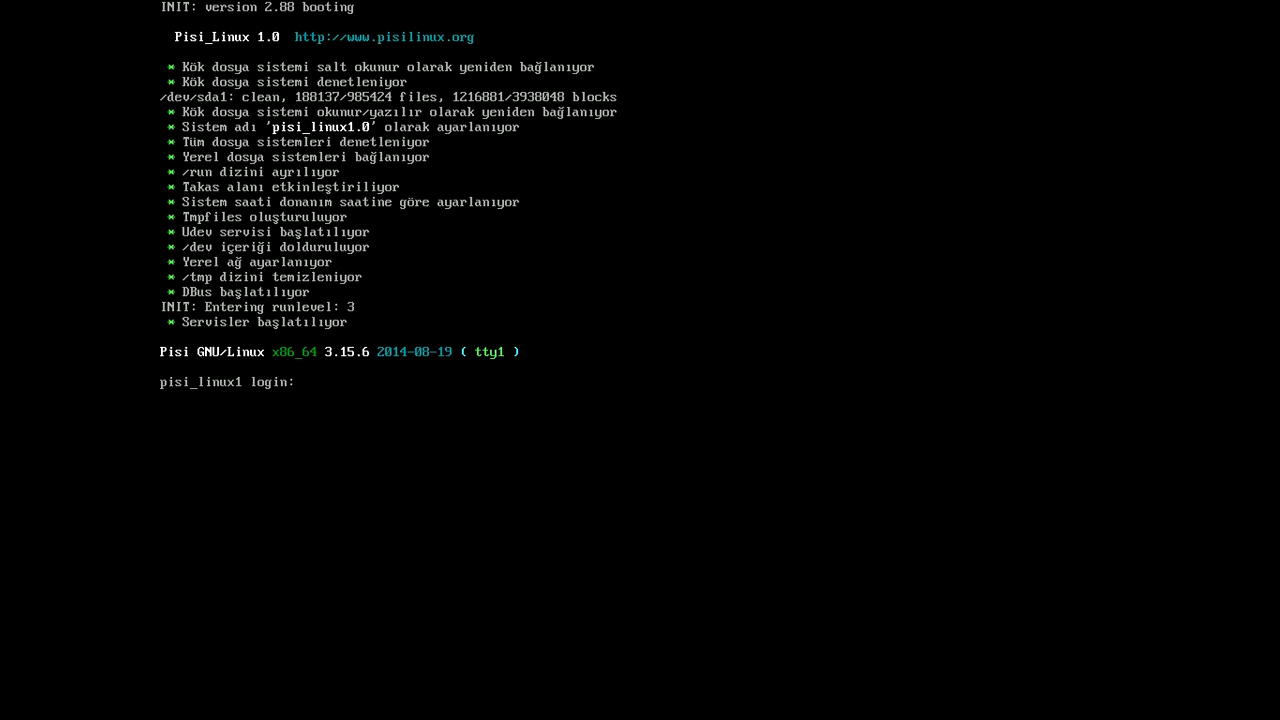 INIT: version 2.88 booting
Pisi_Linux 1.0 http://www.pisilinux.org
* Kök dosya sistemi salt okunur olarak yeniden bağlanıyor
* Kök dosya sistemi denetleniyor
/dev/sda1: clean, 188137/985424 files, 1216881/3938048 blocks
* Kök dosya sistemi okunur/yazılır olarak yeniden bağlanıyor
* Sistem adı 'pisi_linux1.0' olarak ayarlanıyor
* Tüm dosya sistemleri denetleniyor
* Yerel dosya sistemleri bağlanıyor
* /run dizini ayrılıyor
* Takas alanı etkinleştiriliyor
* Sistem saati donanım saatine göre ayarlanıyor
* Tmpfiles oluşturuluyor
* Udev servisi başlatılıyor
* /dev içeriği dolduruluyor
* Yerel ağ ayarlanıyor
* /tmp dizini temizleniyor
* DBus başlatılıyor
INIT: Entering runlevel: 3
* Servisler başlatılıyor
Pisi GNU/Linux x86_64 3.15.6 2014-08-19 ( tty1 )
pisi_linux1 login: